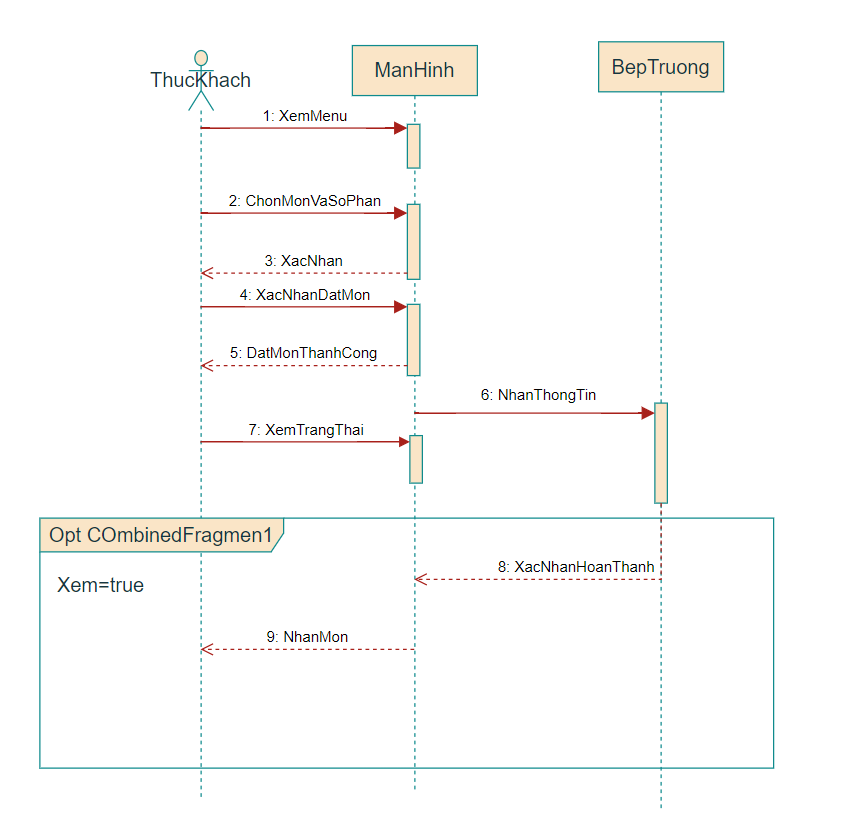 ThucKhach
ManHinh
BepTruong
1: XemMenu
2: ChonMonVaSoPhan
3: XacNhan
4: XacNhanDatMon
5: DatMonThanhCong
6: NhanThongTin
7: XemTrangThai
Opt COmbinedFragmen1
8: XacNhanHoanThanh
Xem=true
9: NhanMon